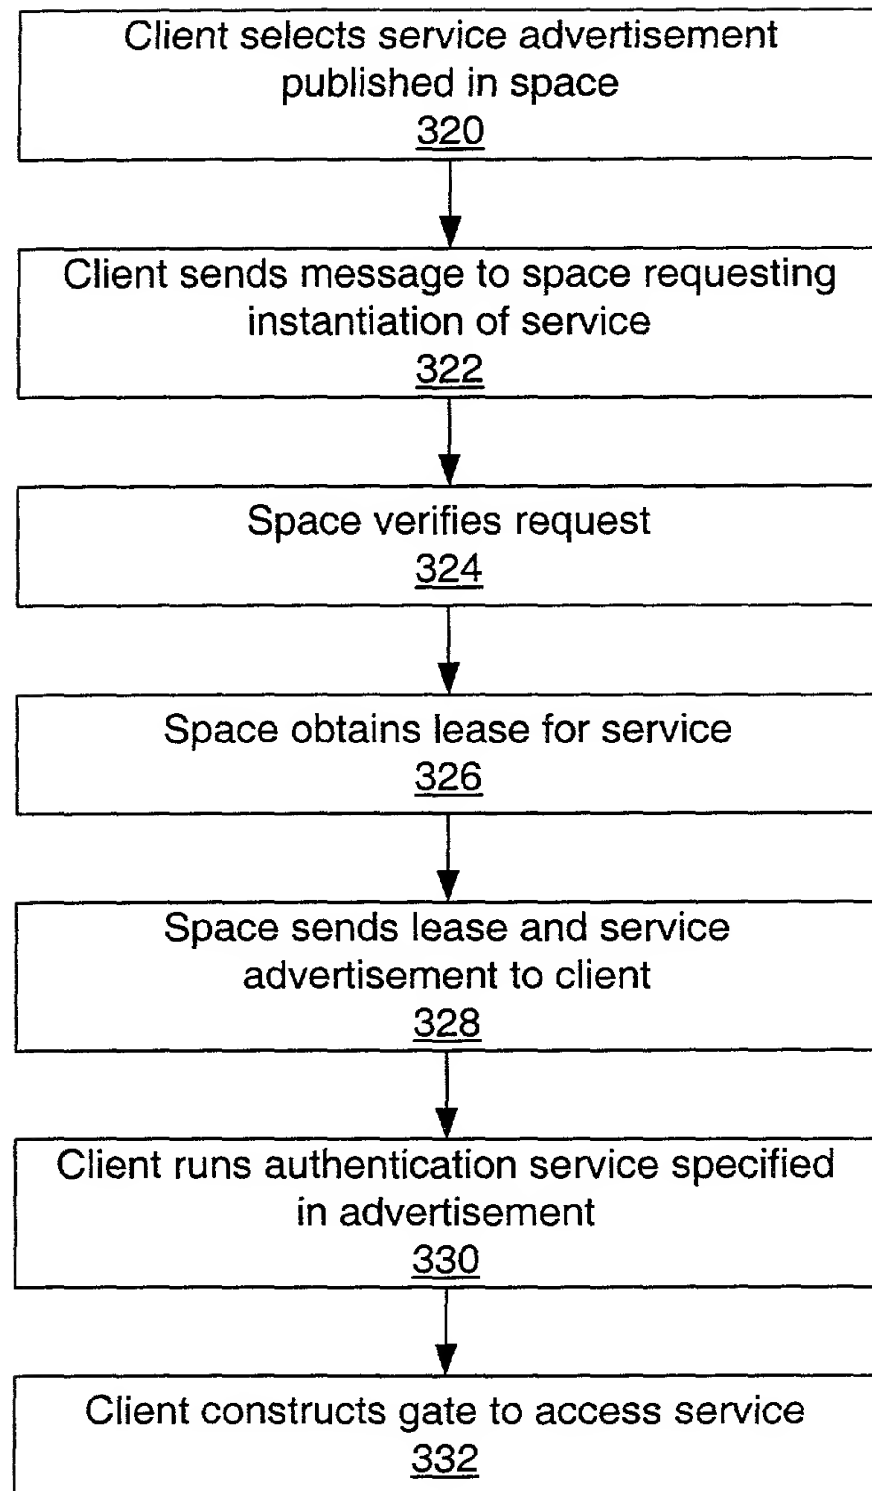 Client selects service advertisement
published in space
320
Client sends message to space requesting
instantiation of service
322
Space verifies request
324
Space obtains lease for service
326
Space sends lease and service
advertisement to client
328
Client runs authentication service specified
in advertisement
330
Client constructs gate to access service
332